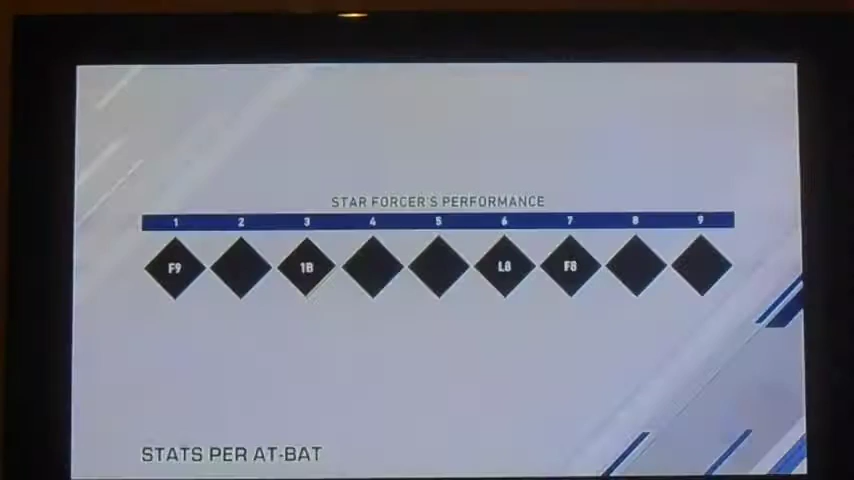 STAR FORCER'S PERFORMANCE
1 2 3 4 5 6 7 8 9
F9 1B L8 F8
STATS PER AT-BAT